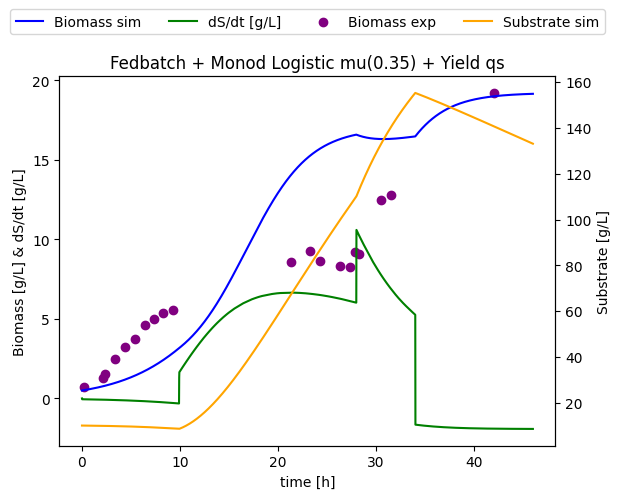 Biomass sim dS/dt [g/L] Biomass exp Substrate sim
Fedbatch + Monod Logistic mu(0.35) + Yield qs
20 160
140
15 120
100
10 80
60
5 40
0 20
Biomass [g/L] & dS/dt [g/L]
Substrate [g/L]
0 10 20 30 40
time [h]